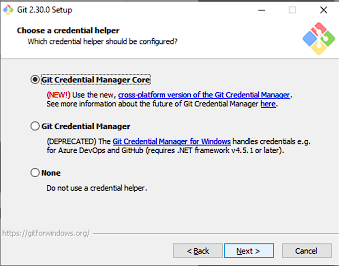 Git 2.30.0 Setup
Choose a credential helper
Which credential helper should be configured?
Git Credential Manager Core
(NEW!) Use the new, cross-platform version of the Git Credential Manager.
See more information about the future of Git Credential Manager here.
Git Credential Manager
(DEPRECATED) The Git Credential Manager for Windows handles credentials e.g.
for Azure DevOps and GitHub (requires .NET framework v4.5.1 or later).
None
Do not use a credential helper.
https://gitforwindows.org/
< Back Next > Cancel